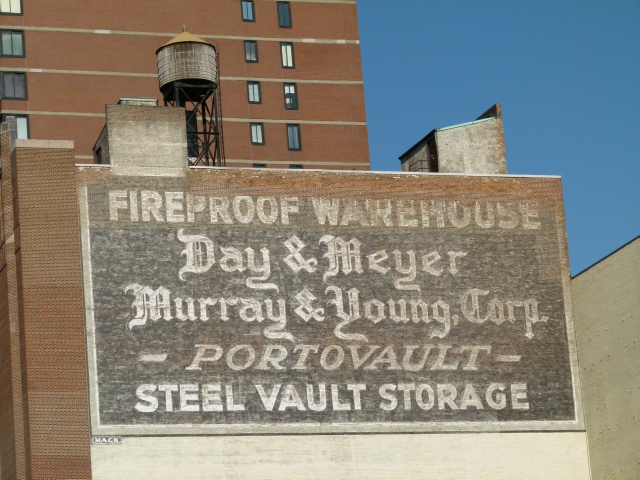 FIREPROOF WAREHOUSE
Day & Meyer
Murray & Young, Corp.
- PORTOVAULT -
STEEL VAULT STORAGE
MACK